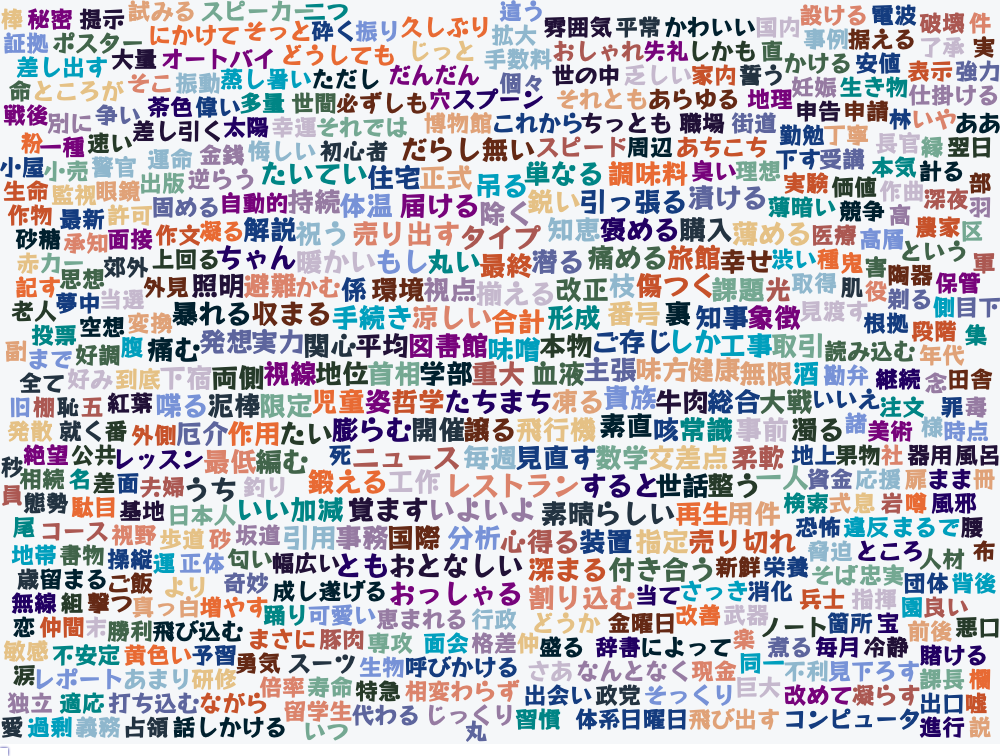 棒 秘密 提示 試みる スピーカー 二つ 違う 雰囲気 平常 かわいい 国内 設ける 電波 破壊 件
証拠 ポスター にかけて そっと 砕く 振り 久しぶり 拡大 事例 据える 了承 実
差し出す 大量 オートバイ どうしても じっと 手数料 おしゃれ 失礼 しかも 直 かける 安値 表示 強力
命 ところが そこ 振動 蒸し暑い ただし だんだん 個々 世の中 乏しい 家内 誓う 妊娠 生き物 仕掛ける
戦後 別に 争い 茶色 偉い 多量 世間 必ずしも 穴 スプーン それとも あらゆる 地理 申告 申請 林 いや ああ
粉 一種 速い 差し引く 太陽 幸運 それでは 博物館 これから ちっとも 職場 街道 勤勉 丁寧 長官 縁 翌日
小屋 小売 警官 運命 金銭 悔しい 初心者 だらし無い スピード 周辺 あちこち 下す 受講 本気 計る
生命 監視 眼鏡 出版 逆らう たいてい 住宅 正式 吊る 単なる 調味料 臭い 理想 実験 価値 作曲 深夜 部 羽
作物 最新 許可 固める 自動的 持続 体温 届ける 除く 鋭い 引っ張る 漬ける 薄暗い 競争 高 農家 区
砂糖 承知 面接 作文 凝る 解説 祝う 売り出す タイプ 知恵 褒める 購入 薄める 医療 高層 という 軍
赤 カー 思想 郊外 上回る ちゃん 暖かい もし 丸い 最終 潜る 痛める 旅館 幸せ 渋い 種 鬼 害 陶器 保管
記す 夢中 当選 外見 照明 避難 かむ 係 環境 視点 揃える 改正 枝 傷つく 課題 光 取得 肌 役 剃る 側 目下
老人 投票 空想 変換 暴れる 収まる 手続き 涼しい 合計 形成 番号 裏 知事 象徴 見渡す 根拠 段階 集
副 まで 好調 腹 痛む 発想 実力 関心 平均 図書館 味噌 本物 ご存じ しか 工事 取引 読み込む 年代
全て 好み 到底 下宿 両側 視線 地位 首相 学部 重大 血液 主張 味方 健康 無限 酒 勘弁 継続 念 田舎
旧 棚 恥 五 紅葉 喋る 泥棒 限定 児童 姿 哲学 たちまち 凍る 貴族 牛肉 総合 大戦 いいえ 注文 罪 毒
発散 就く 番 外側 厄介 作用 たい 膨らむ 開催 譲る 飛行機 素直 咳 常識 事前 濁る 諸 美術 様 時点
秒 絶望 公共 レッスン 最低 編む 死 ニュース 毎週 見直す 数学 交差点 柔軟 地上 果物 社 器用 風呂
員 相続 名 差 面 夫婦 うち 釣り 鍛える 工作 レストラン すると 世話 整う 一人 資金 応援 扉 まま 冊
態勢 駄目 基地 日本人 いい加減 覚ます いよいよ 素晴らしい 再生 用件 検索 式 息 岩 噂 風邪
尾 コース 視野 歩道 砂 坂道 引用 事務 国際 分析 心得る 装置 指定 売り切れ 恐怖 違反 まるで 腰
地帯 書物 操縦 運 正体 匂い 幅広い ともに おとなしい 深まる 付き合う 新鮮 栄養 脅迫 ところ 人材 布
歳 留まる ご飯 より 奇妙 成し遂げる おっしゃる 割り込む 当て さっき 消化 そば 忠実 団体 背後
無線 組 撃つ 真っ白 増やす 踊り 可愛い 恵まれる 行政 どうか 金曜日 改善 武器 兵士 指揮 園 良い
恋 仲間 末 勝利 飛び込む まさに 豚肉 専攻 面会 格差 仲 盛る 辞書 によって 楽 ノート 箇所 宝 前後 悪口
敏感 不安定 黄色い 予習 勇気 スーツ 生物 呼びかける さあ なんとなく 現金 同一 煮る 毎月 冷静 賭ける
涙 レポート あまり 研修 倍率 寿命 特急 相変わらず 出会い 政党 そっくり 巨大 不利 見下ろす 課長 欄
独立 適応 打ち込む ながら 留学生 代わる じっくり 習慣 改めて 凝らす 出口 嘘
愛 過剰 義務 占領 話しかける いつ 丸 体系 日曜日 飛び出す コンピュータ 進行 説